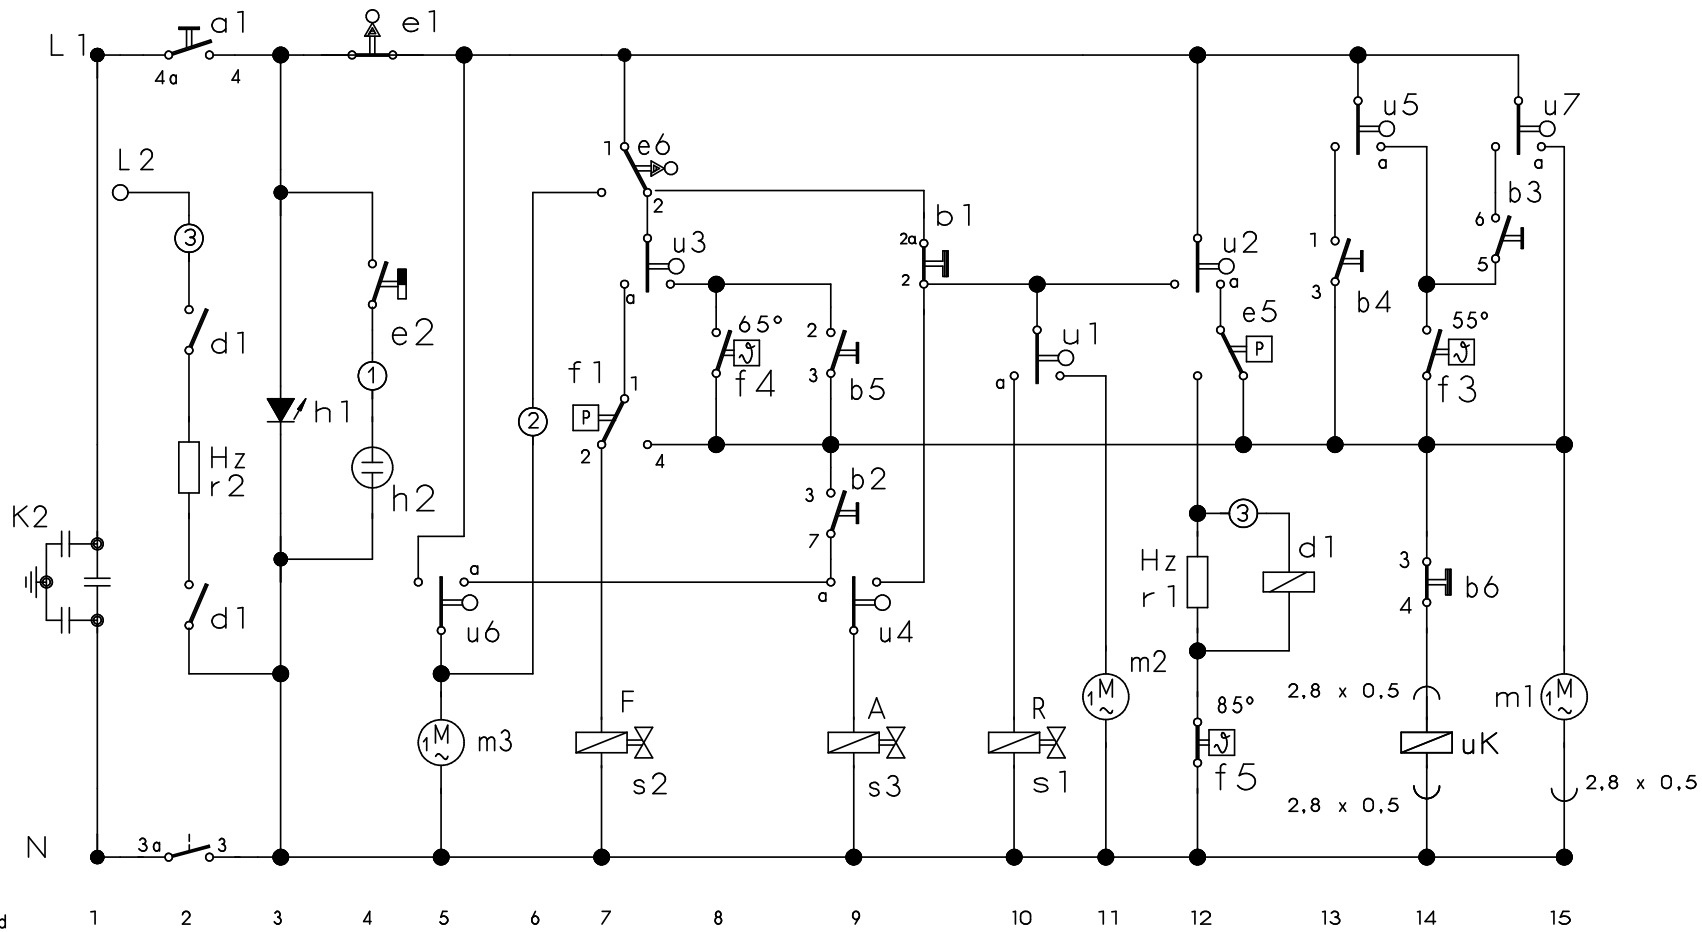 L 1
4a
a1
4
e1
L2
3
d1
Hz
r2
d1
K2
3a
3
N
h1
e2
1
h2
1
e6
2
u3
a
f1
1
P
2
2
4
65°
ϑ
f4
2
3
b5
3
b2
7
a
u6
1 M ~
m3
F
s2
a
u4
A
s3
b1
2a
2
u1
a
R
s1
m2
1 M ~
u2
a
e5
P
3
d1
Hz
r1
85°
ϑ
f5
u5
a
1
3
b4
u7
a
b3
6
5
55°
ϑ
f3
3
4
b6
2,8 x 0,5
uK
2,8 x 0,5
m1
1 M ~
2,8 x 0,5
d 1 2 3 4 5 6 7 8 9 10 11 12 13 14 15